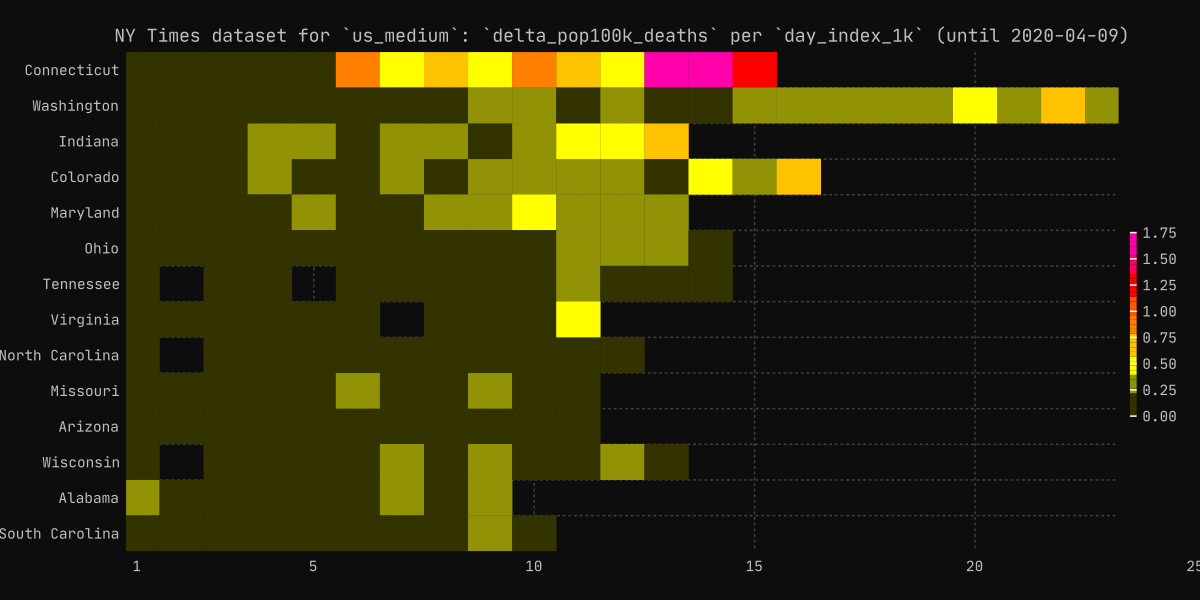 NY Times dataset for `us_medium`: `delta_pop100k_deaths` per `day_index_1k` (until 2020-04-09)
Connecticut
Washington
Indiana
Colorado
Maryland
Ohio
Tennessee
Virginia
North Carolina
Missouri
Arizona
Wisconsin
Alabama
South Carolina
1 5 10 15 20 25
1.75
1.50
1.25
1.00
0.75
0.50
0.25
0.00